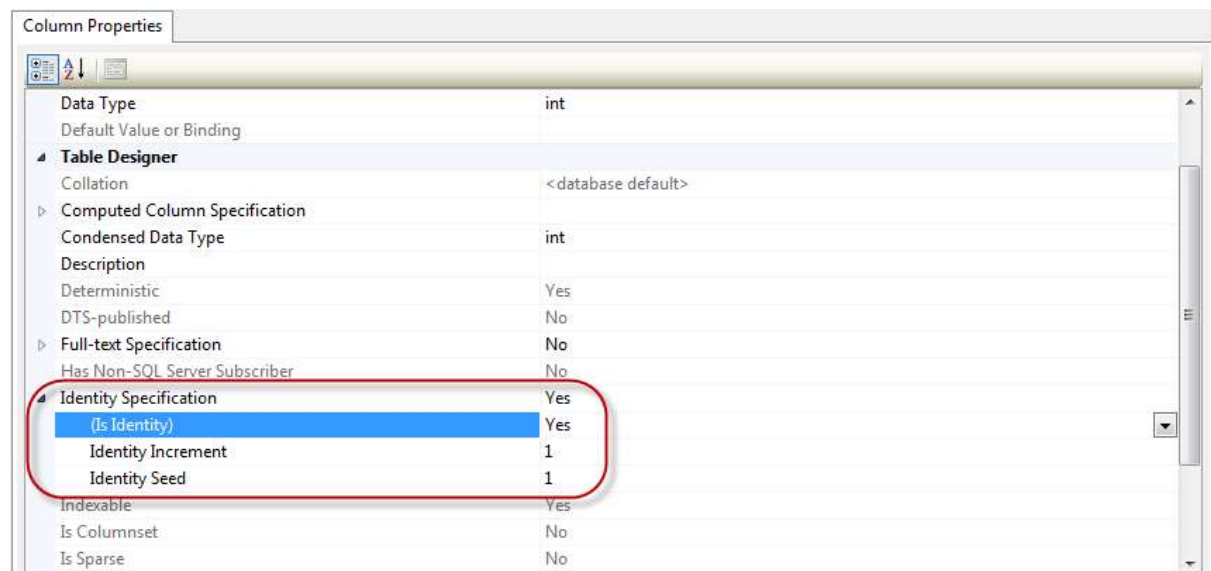 Column Properties
Data Type int
Default Value or Binding
Table Designer
Collation <database default>
Computed Column Specification
Condensed Data Type int
Description
Deterministic Yes
DTS-published No
Full-text Specification No
Has Non-SQL Server Subscriber No
Identity Specification Yes
(Is Identity) Yes
Identity Increment 1
Identity Seed 1
Indexable Yes
Is Columnset No
Is Sparse No